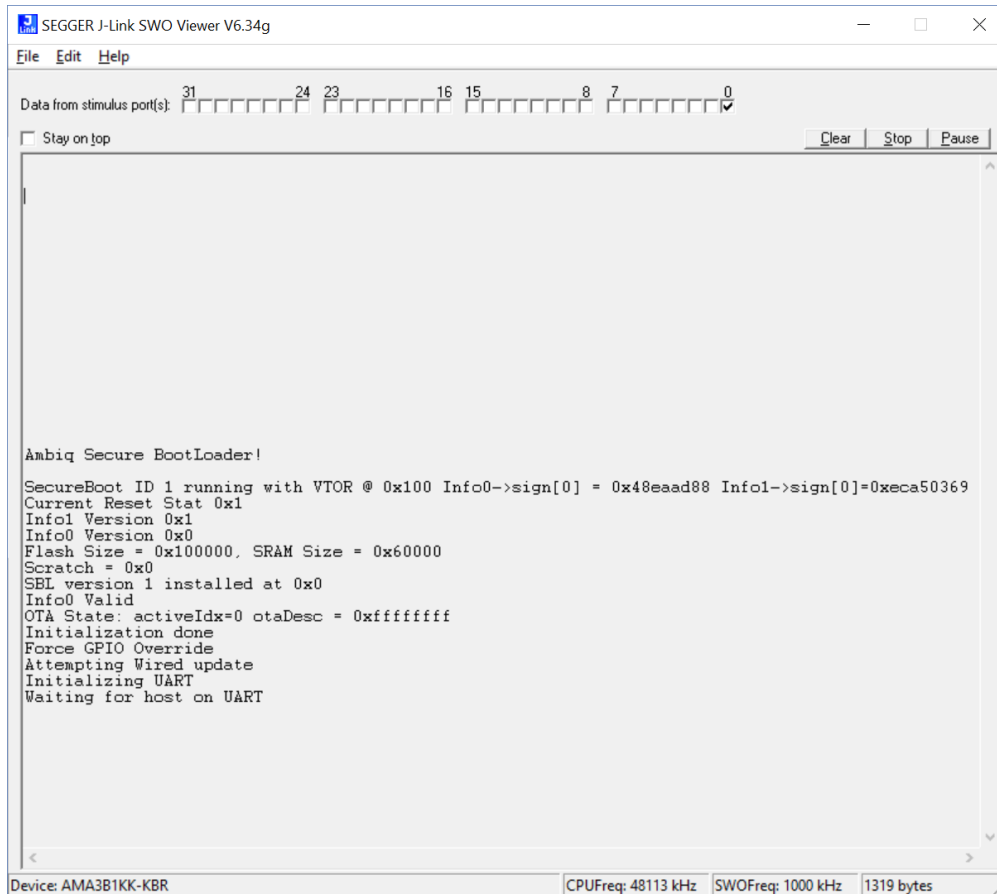 SEGGER J-Link SWO Viewer V6.34g
File Edit Help
Data from stimulus port(s): 31 24 23 16 15 8 7 0
Stay on top Clear Stop Pause
Ambiq Secure BootLoader!
SecureBoot ID 1 running with VTOR @ 0x100 Info0->sign[0] = 0x48eaad88 Info1->sign[0]=0xeca50369
Current Reset Stat 0x1
Info1 Version 0x1
Info0 Version 0x0
Flash Size = 0x100000, SRAM Size = 0x60000
Scratch = 0x0
SBL version 1 installed at 0x0
Info0 Valid
OTA State: activeIdx=0 otaDesc = 0xffffffff
Initialization done
Force GPIO Override
Attempting Wired update
Initializing UART
Waiting for host on UART
Device: AMA3B1KK-KBR CPUFreq: 48113 kHz SWOFreq: 1000 kHz 1319 bytes